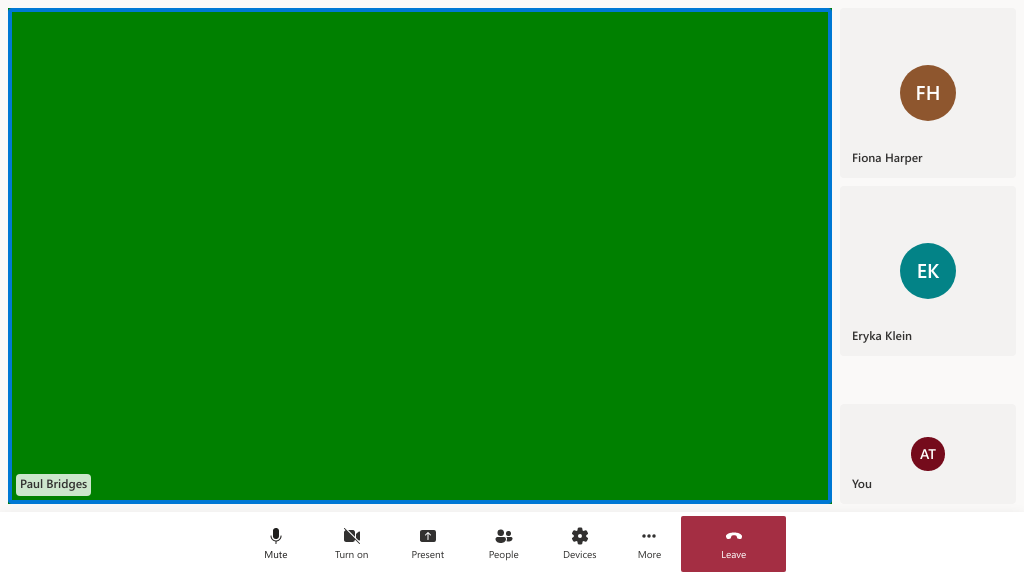 FH
Fiona Harper
EK
Eryka Klein
Paul Bridges
AT
You
Mute
Turn on
Present
People
Devices
More
Leave